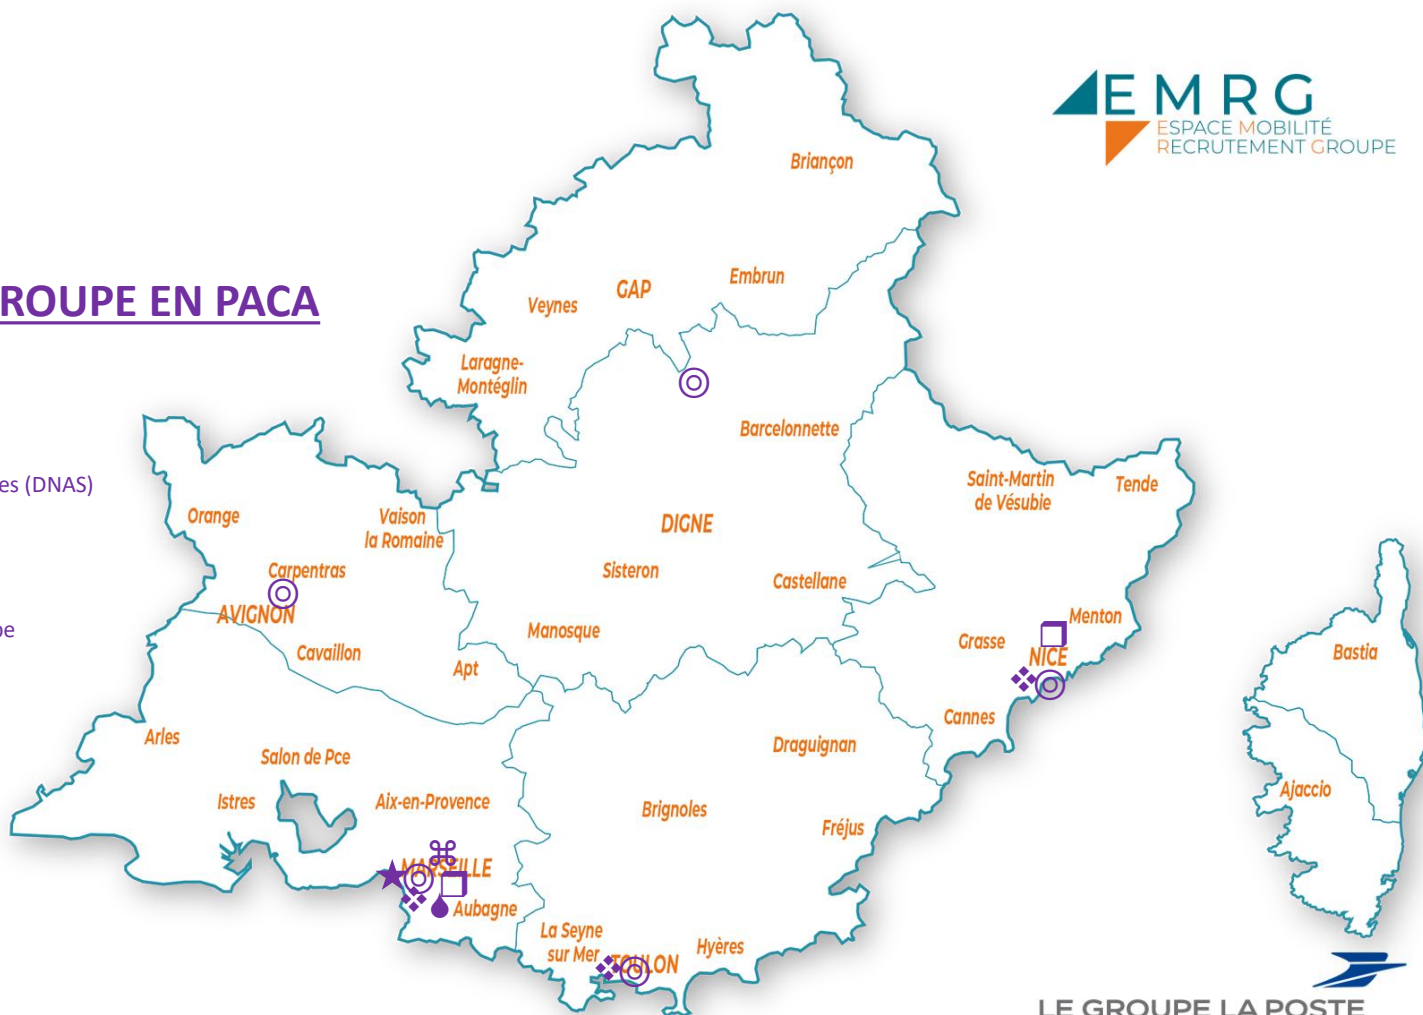 EMRG
ESPACE MOBILITÉ
RECRUTEMENT GROUPE
Briançon
ROUPE EN PACA
Embrun
GAP
Veynes
Laragne-
Montéglin
Barcelonnette
es (DNAS)
Saint-Martin
de Vésubie
Tende
Orange
Vaison
la Romaine
DIGNE
Carpentras
Sisteron
Castellane
AVIGNON
Menton
pe
Manosque
Grasse
Cavaillon
NICE
Bastia
Apt
Cannes
Arles
Draguignan
Salon de Pce
Istres
Aix-en-Provence
Ajaccio
Brignoles
Fréjus
MARSEILLE
Aubagne
La Seyne
sur Mer
Hyères
TOULON
LE GROUPE LA POSTE